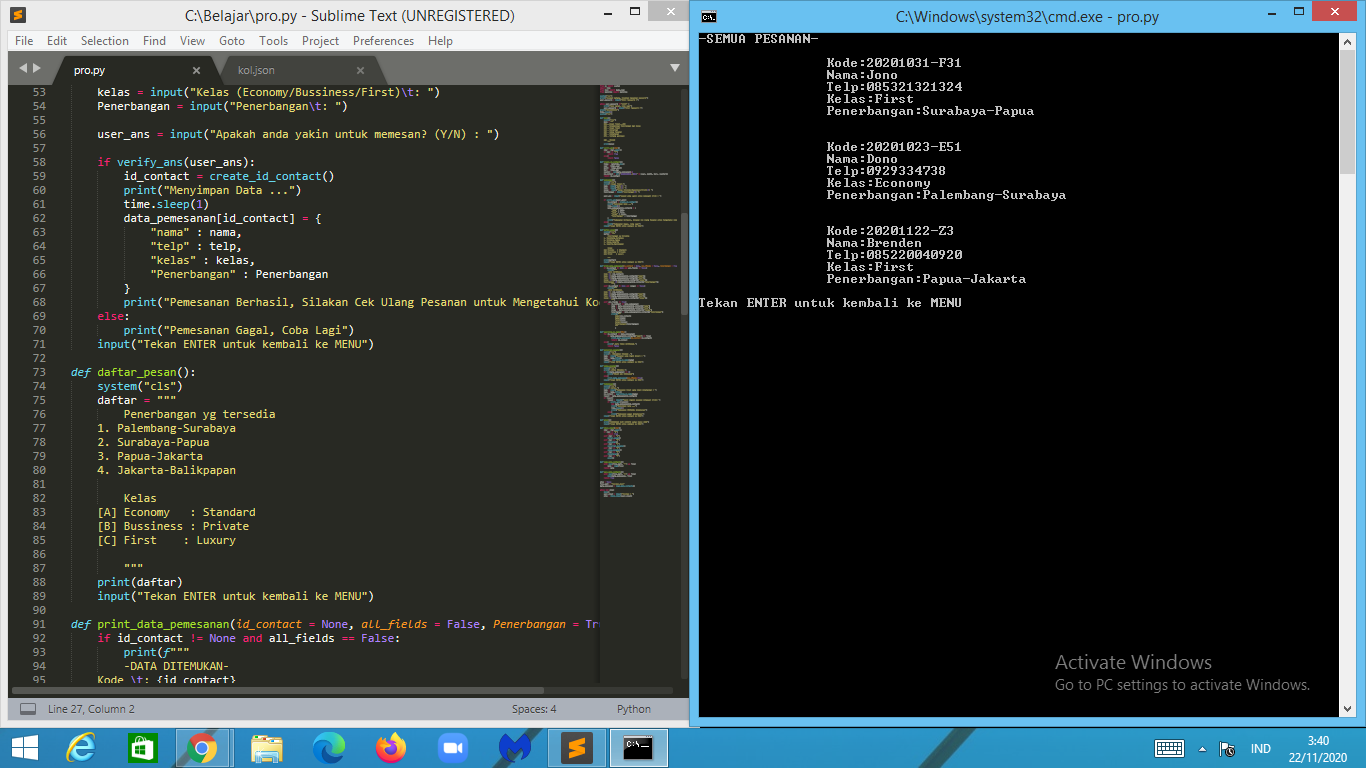 C:\Belajar\pro.py - Sublime Text (UNREGISTERED)
File Edit Selection Find View Goto Tools Project Preferences Help
pro.py
kol.json
53 kelas = input("Kelas (Economy/Bussiness/First)\t: ")
54 Penerbangan = input("Penerbangan\t: ")
55
56 user_ans = input("Apakah anda yakin untuk memesan? (Y/N) : ")
57
58 if verify_ans(user_ans):
59 id_contact = create_id_contact()
60 print("Menyimpan Data ...")
61 time.sleep(1)
62 data_pemesanan[id_contact] = {
63 "nama" : nama,
64 "telp" : telp,
65 "kelas" : kelas,
66 "Penerbangan" : Penerbangan
67 }
68 print("Pemesanan Berhasil, Silakan Cek Ulang Pesanan untuk Mengetahui Ko
69 else:
70 print("Pemesanan Gagal, Coba Lagi")
71 input("Tekan ENTER untuk kembali ke MENU")
72
73 def daftar_pesan():
74 system("cls")
75 daftar = """
76 Penerbangan yg tersedia
77 1. Palembang-Surabaya
78 2. Surabaya-Papua
79 3. Papua-Jakarta
80 4. Jakarta-Balikpapan
81
82 Kelas
83 [A] Economy : Standard
84 [B] Bussiness : Private
85 [C] First : Luxury
86
87 """
88 print(daftar)
89 input("Tekan ENTER untuk kembali ke MENU")
90
91 def print_data_pemesanan(id_contact = None, all_fields = False, Penerbangan = Tr
92 if id_contact != None and all_fields == False:
93 print(f"""
94 -DATA DITEMUKAN-
95 Kode \t: {id_contact}
Line 27, Column 2
Spaces: 4
Python
C:\Windows\system32\cmd.exe - pro.py
-SEMUA PESANAN-
Kode:20201031-F31
Nama:Jono
Telp:085321321324
Kelas:First
Penerbangan:Surabaya-Papua
Kode:20201023-E51
Nama:Dono
Telp:0929334738
Kelas:Economy
Penerbangan:Palembang-Surabaya
Kode:20201122-Z3
Nama:Brenden
Telp:085220040920
Kelas:First
Penerbangan:Papua-Jakarta
Tekan ENTER untuk kembali ke MENU
Activate Windows
Go to PC settings to activate Windows.
IND
3:40
22/11/2020